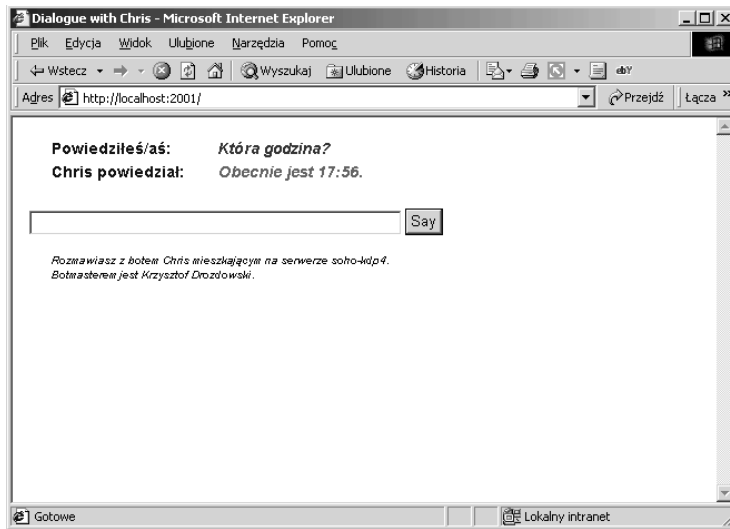 Dialogue with Chris - Microsoft Internet Explorer
Plik Edycja Widok Ulubione Narzędzia Pomoc
Wstecz Wyszukaj Ulubione Historia
Adres http://localhost:2001/ Przejdź Łącza »
Powiedziłeś/aś: Która godzina?
Chris powiedział: Obecnie jest 17:56.
Say
Rozmawiasz z botem Chris mieszkającym na serwerze soho-kdp4.
Botmasterem jest Krzysztof Drozdowski.
Gotowe Lokalny intranet